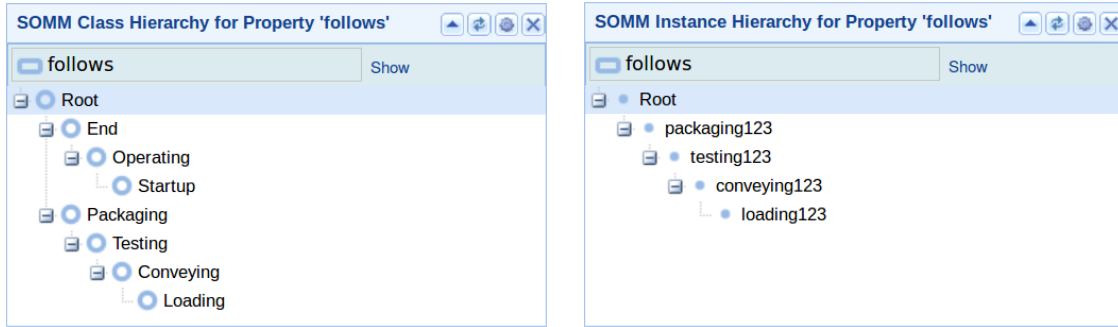 SOMM Class Hierarchy for Property 'follows'
follows
Show
Root
End
Operating
Startup
Packaging
Testing
Conveying
Loading
SOMM Instance Hierarchy for Property 'follows'
follows
Show
Root
packaging123
testing123
conveying123
loading123